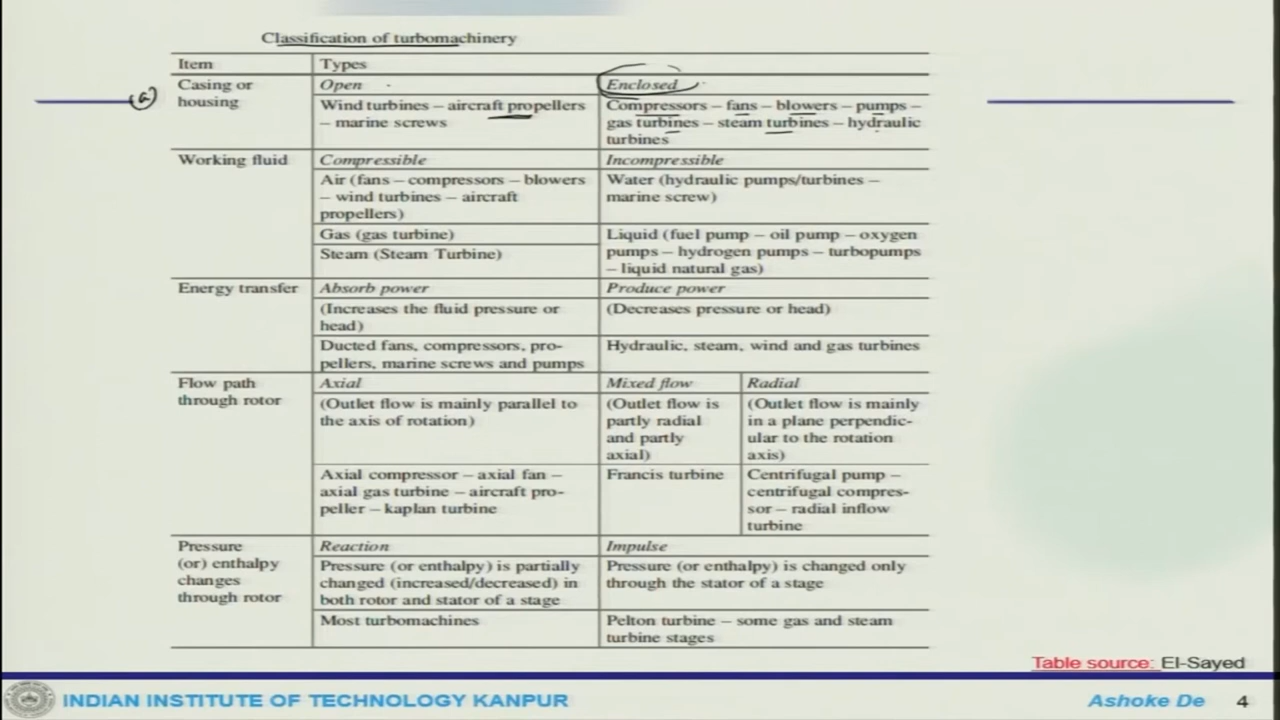 Classification of turbomachinery
Item Types
Casing or housing Open Enclosed
(a)
Wind turbines – aircraft propellers
– marine screws
Compressors – fans – blowers – pumps –
gas turbines – steam turbines – hydraulic
turbines
Working fluid Compressible Incompressible
Air (fans – compressors – blowers
– wind turbines – aircraft
propellers)
Water (hydraulic pumps/turbines –
marine screw)
Gas (gas turbine)
Steam (Steam Turbine)
Liquid (fuel pump – oil pump – oxygen
pumps – hydrogen pumps – turbopumps
– liquid natural gas)
Energy transfer Absorb power Produce power
(Increases the fluid pressure or
head)
(Decreases pressure or head)
Ducted fans, compressors, pro-
pellers, marine screws and pumps
Hydraulic, steam, wind and gas turbines
Flow path
through rotor
Axial Mixed flow Radial
(Outlet flow is mainly parallel to
the axis of rotation)
(Outlet flow is
partly radial
and partly
axial)
(Outlet flow is mainly
in a plane perpendic-
ular to the rotation
axis)
Axial compressor – axial fan –
axial gas turbine – aircraft pro-
peller – kaplan turbine
Francis turbine
Centrifugal pump –
centrifugal compres-
sor – radial inflow
turbine
Pressure
(or) enthalpy
changes
through rotor
Reaction Impulse
Pressure (or enthalpy) is partially
changed (increased/decreased) in
both rotor and stator of a stage
Pressure (or enthalpy) is changed only
through the stator of a stage
Most turbomachines
Pelton turbine – some gas and steam
turbine stages
Table source: El-Sayed
INDIAN INSTITUTE OF TECHNOLOGY KANPUR Ashoke De 4